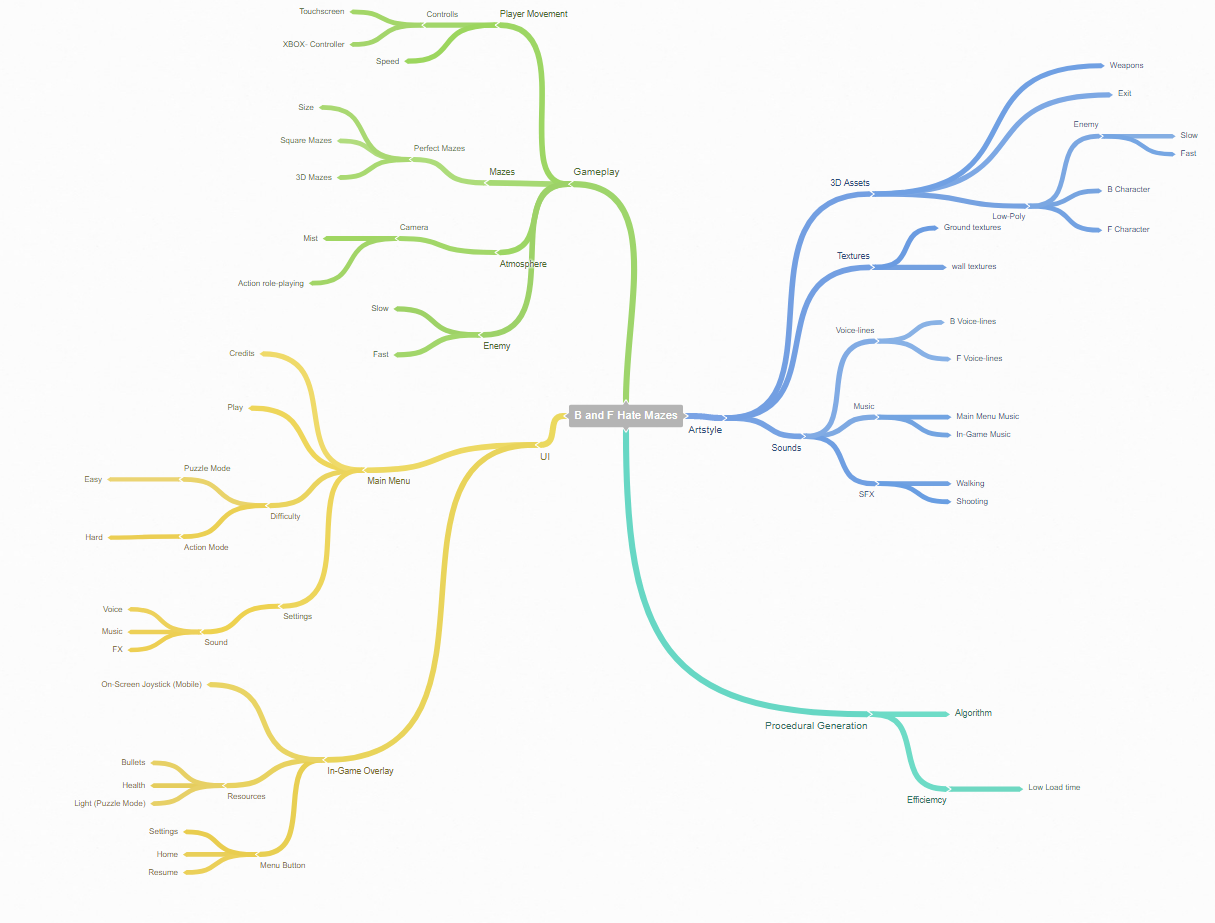 B and F Hate Mazes
Gameplay
Player Movement
Controlls
Touchscreen
XBOX- Controller
Speed
Mazes
Perfect Mazes
Size
Square Mazes
3D Mazes
Atmosphere
Camera
Mist
Action role-playing
Enemy
Slow
Fast
UI
Main Menu
Credits
Play
Difficulty
Puzzle Mode
Easy
Action Mode
Hard
Settings
Sound
Voice
Music
FX
In-Game Overlay
On-Screen Joystick (Mobile)
Resources
Bullets
Health
Light (Puzzle Mode)
Menu Button
Settings
Home
Resume
Artstyle
3D Assets
Weapons
Exit
Low-Poly
Enemy
Slow
Fast
B Character
F Character
Textures
Ground textures
wall textures
Sounds
Voice-lines
B Voice-lines
F Voice-lines
Music
Main Menu Music
In-Game Music
SFX
Walking
Shooting
Procedural Generation
Algorithm
Efficiemcy
Low Load time